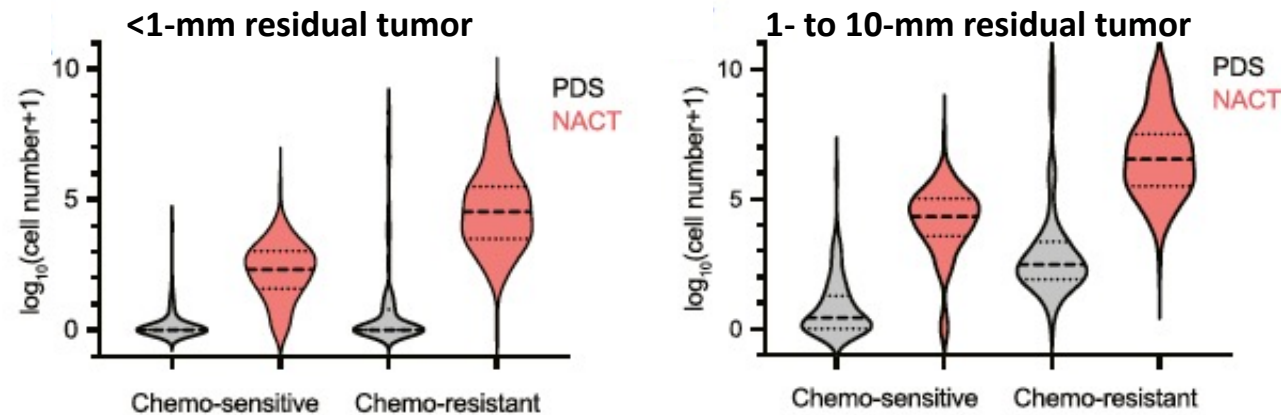 <1-mm residual tumor
log10(cell number+1)
10
5
0
PDS
NACT
Chemo-sensitive Chemo-resistant
1- to 10-mm residual tumor
log10(cell number+1)
10
5
0
PDS
NACT
Chemo-sensitive Chemo-resistant